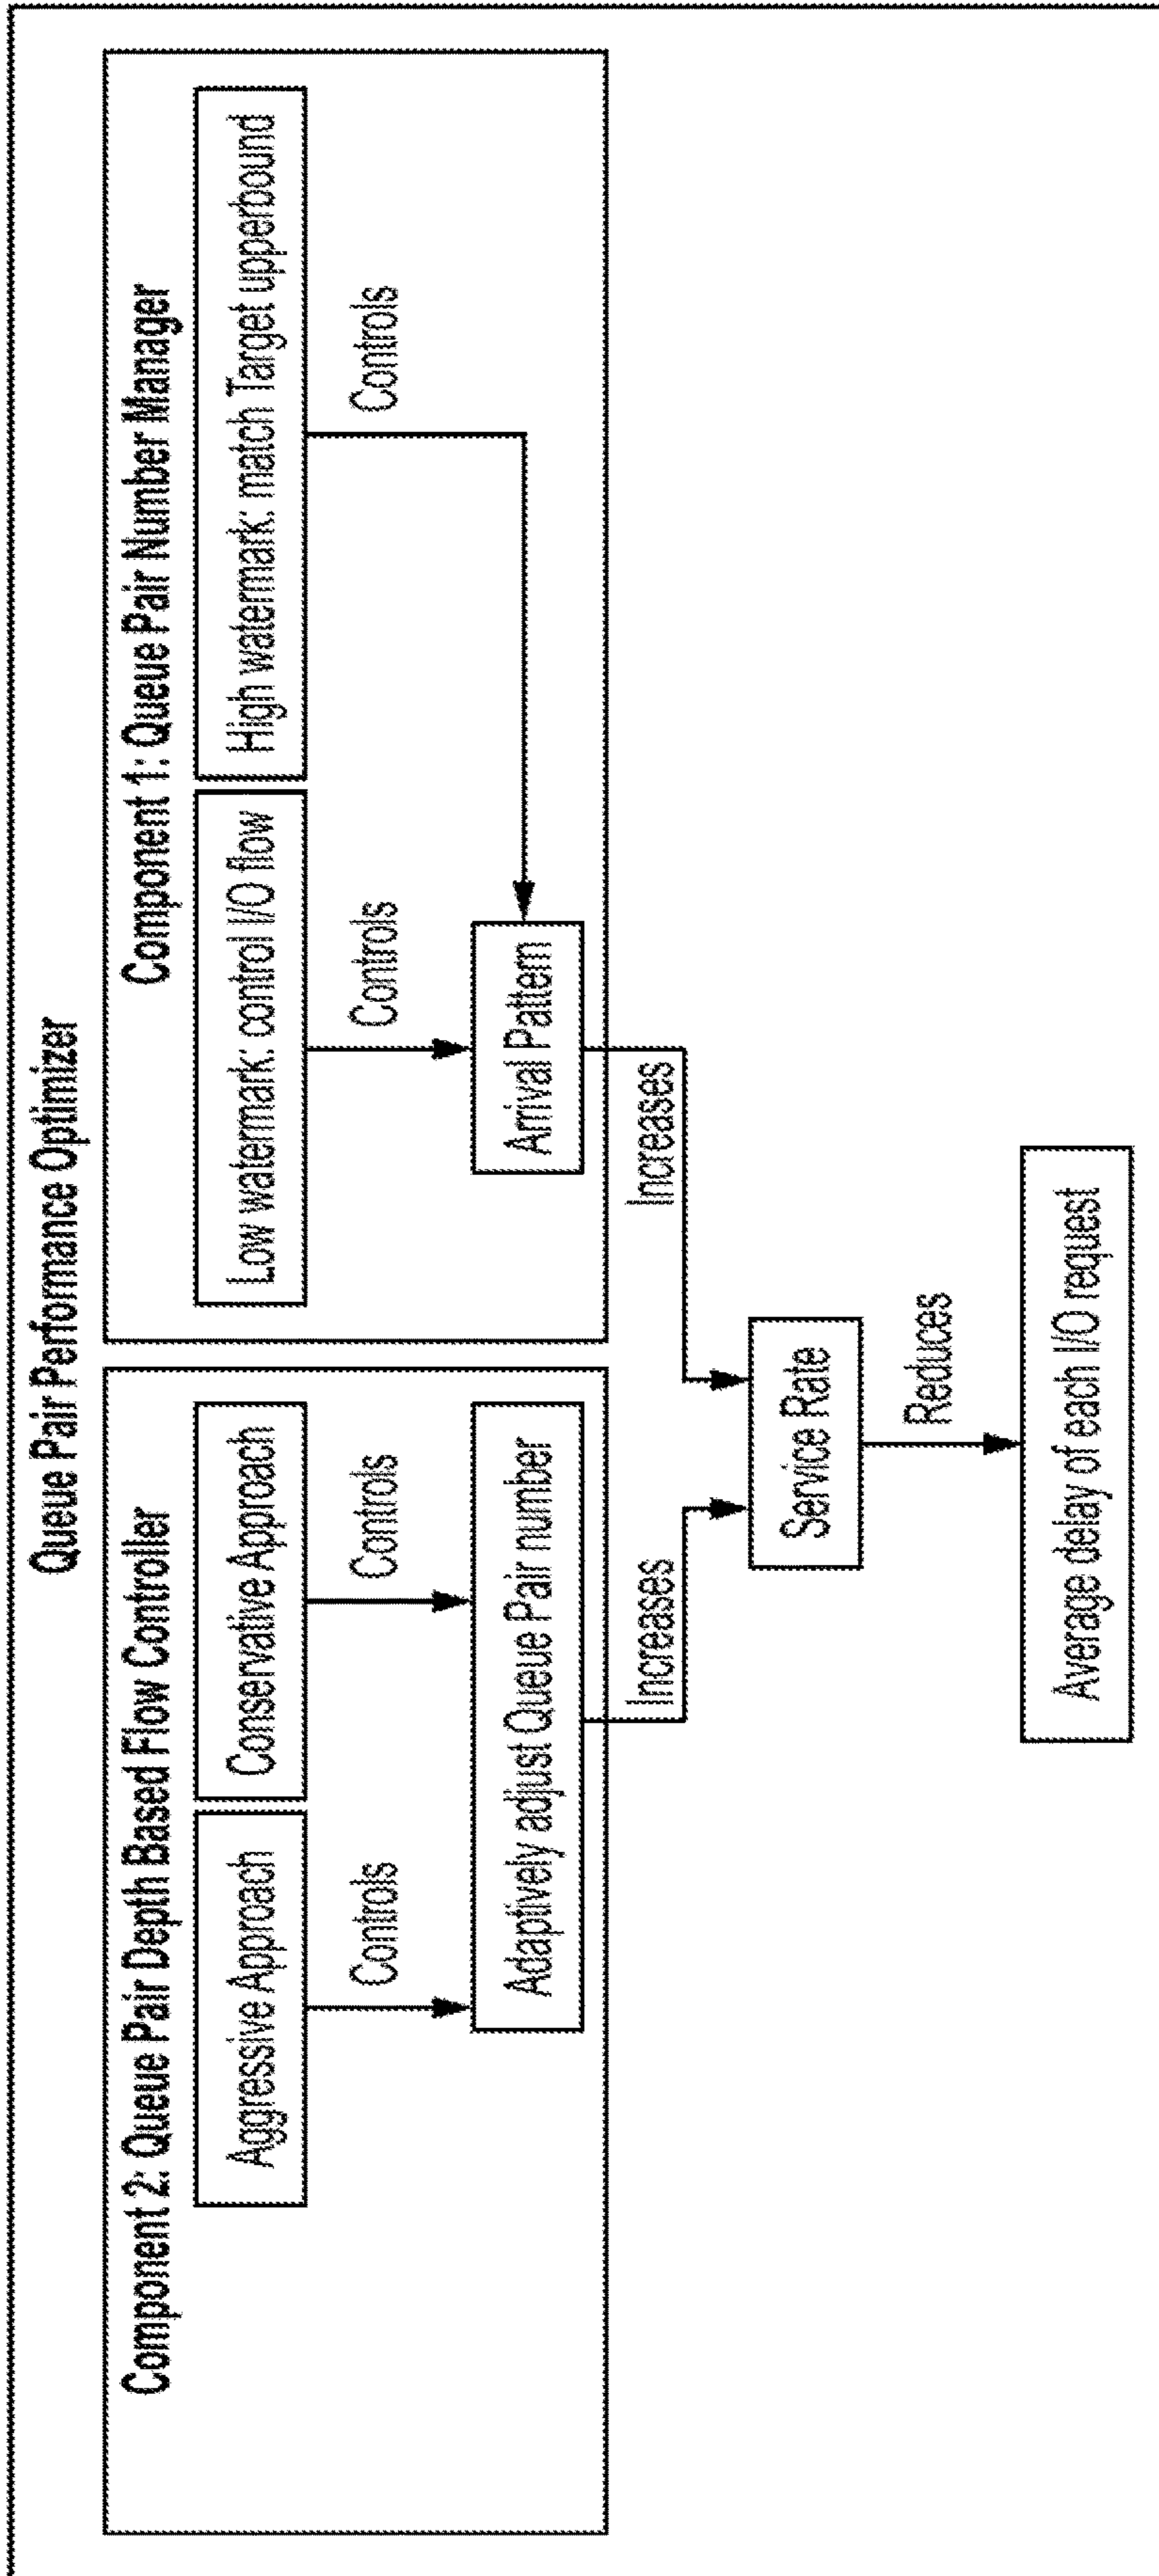 Queue Pair Performance Optimizer
Component 2: Queue Pair Depth Based Flow Controller
Aggressive Approach
Conservative Approach
Controls
Controls
Adaptively adjust Queue Pair number
Increases
Component 1: Queue Pair Number Manager
Low watermark: control I/O flow
High watermark: match Target upperbound
Controls
Controls
Arrival Pattern
Increases
Service Rate
Reduces
Average delay of each I/O request